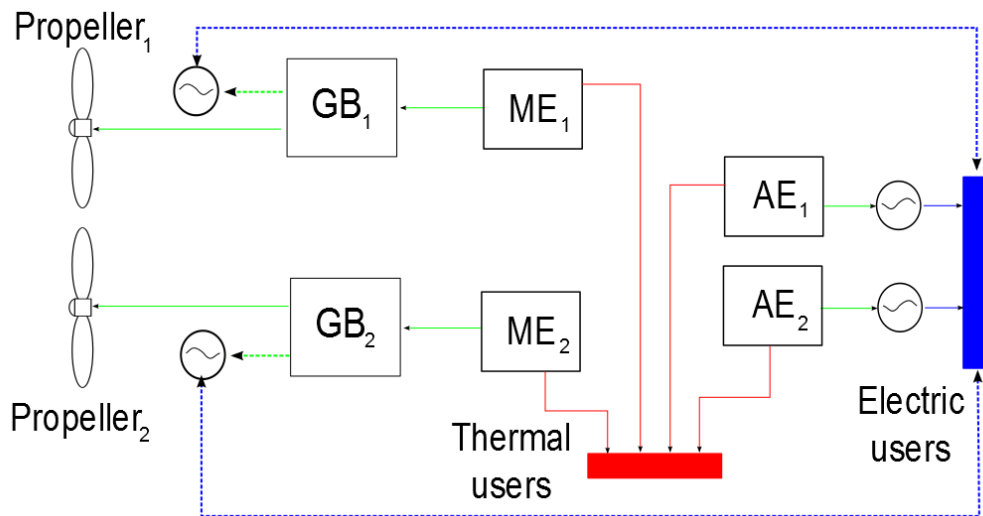 Propeller₁
GB₁
ME₁
AE₁
GB₂
ME₂
AE₂
Propeller₂
Thermal
users
Electric
users